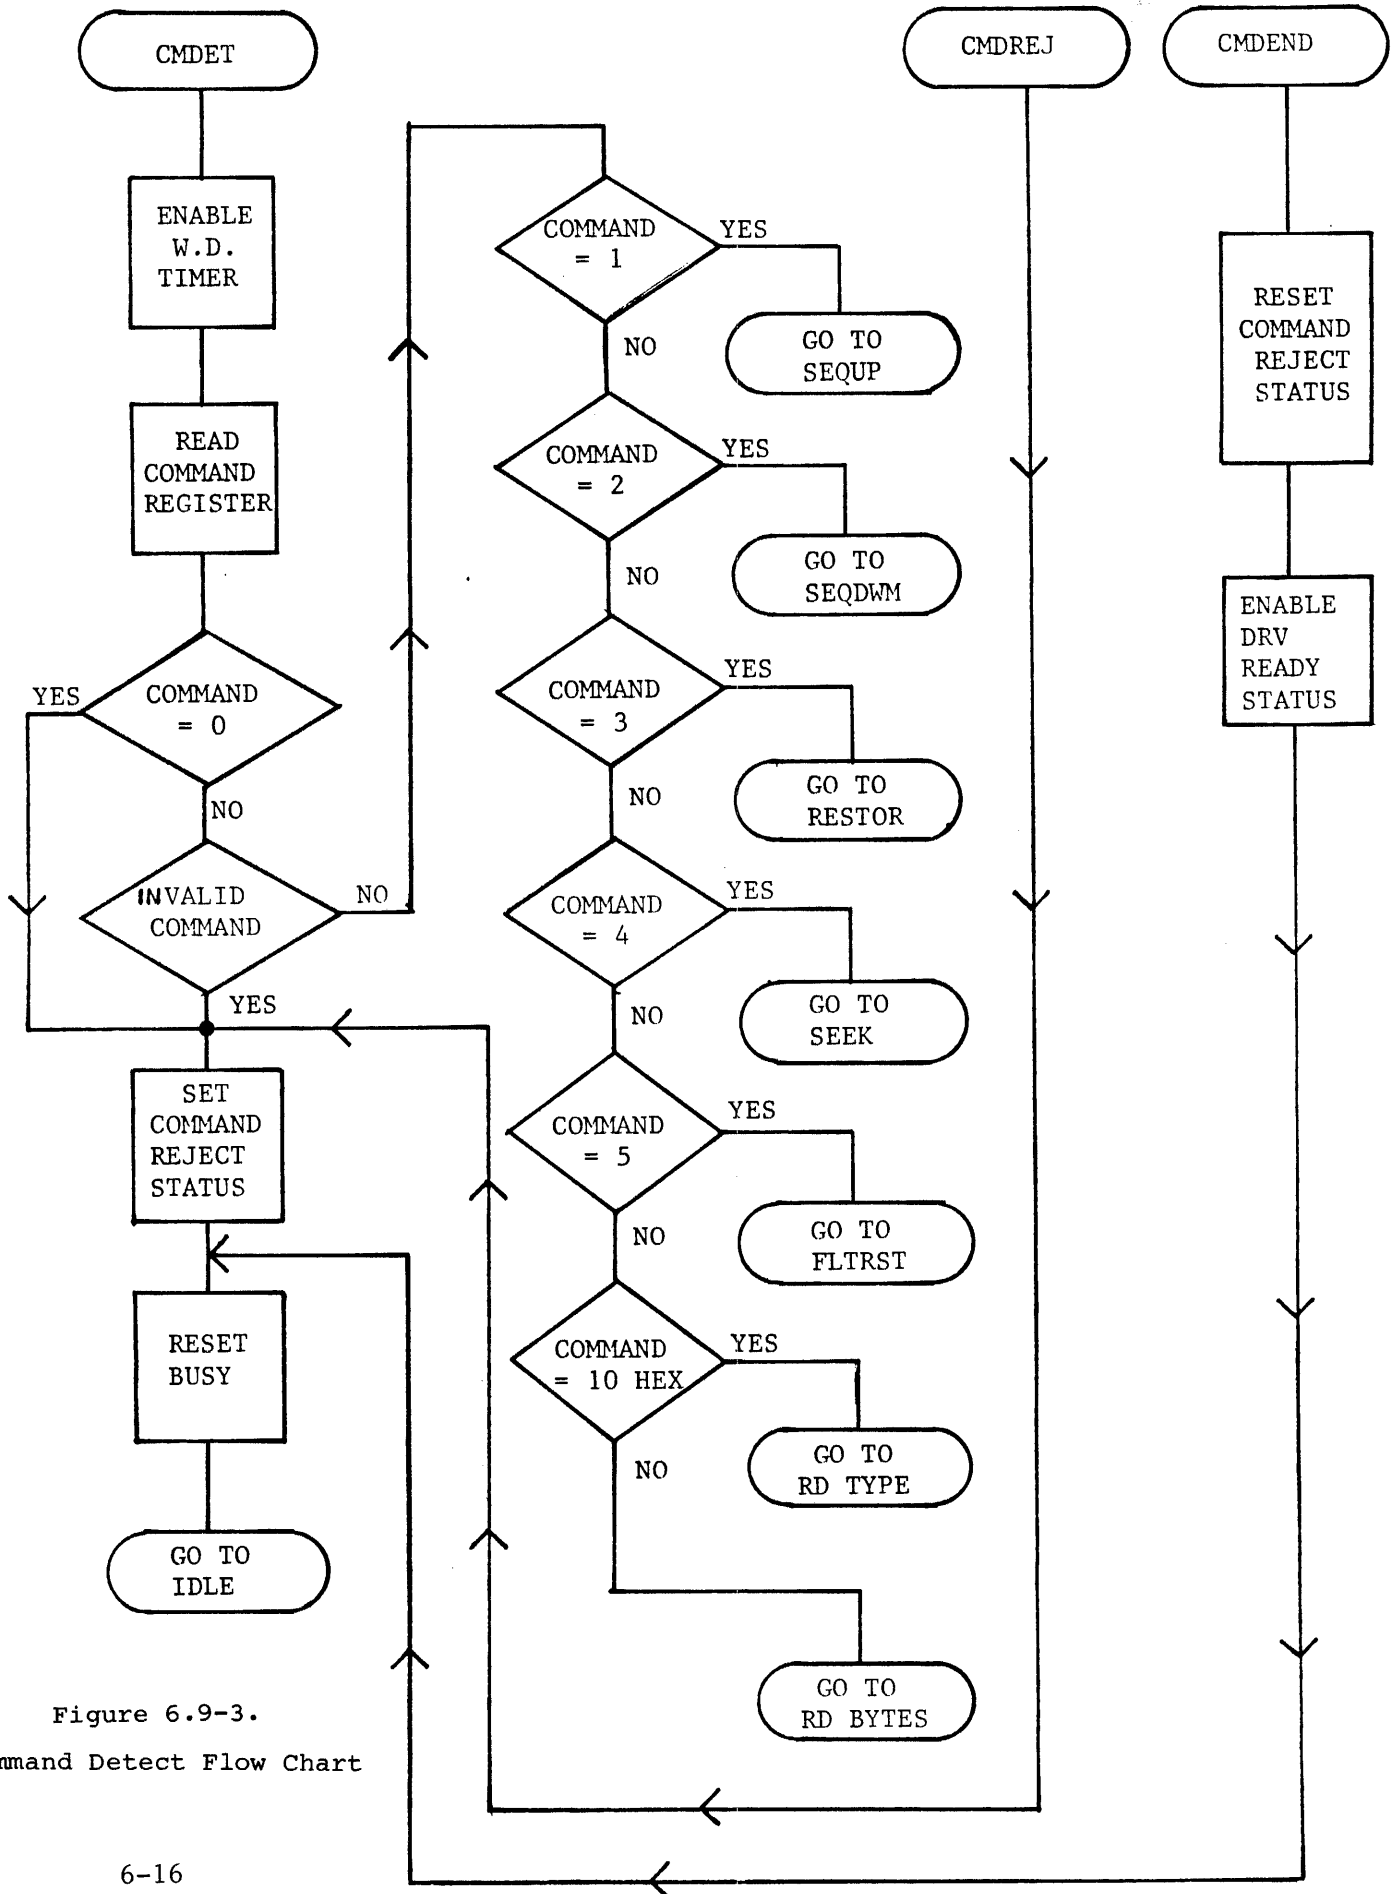 CMDET
ENABLE
W.D.
TIMER
READ
COMMAND
REGISTER
COMMAND
= 0
YES
NO
INVALID
COMMAND
NO
YES
SET
COMMAND
REJECT
STATUS
RESET
BUSY
GO TO
IDLE
COMMAND
= 1
YES
GO TO
SEQUP
NO
COMMAND
= 2
YES
GO TO
SEQDWM
NO
COMMAND
= 3
YES
GO TO
RESTOR
NO
COMMAND
= 4
YES
GO TO
SEEK
NO
COMMAND
= 5
YES
GO TO
FLTRST
NO
COMMAND
= 10 HEX
YES
GO TO
RD TYPE
NO
GO TO
RD BYTES
CMDREJ
CMDEND
RESET
COMMAND
REJECT
STATUS
ENABLE
DRV
READY
STATUS
Figure 6.9-3.
mmand Detect Flow Chart
6-16